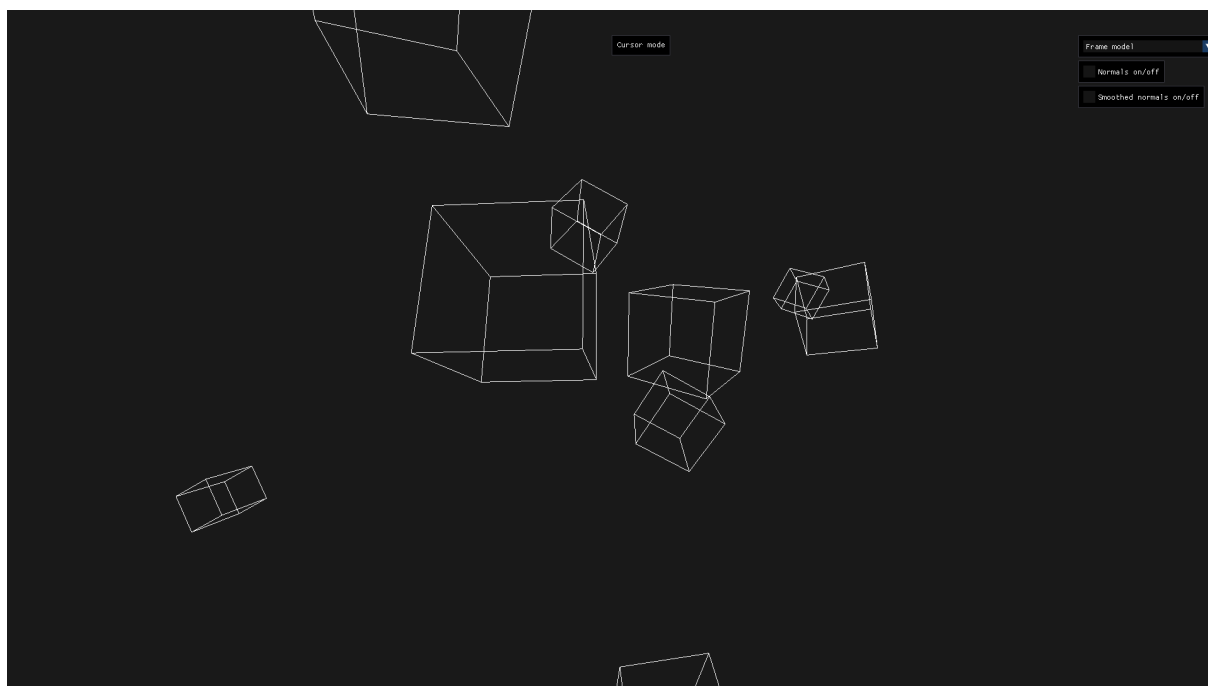 Cursor mode
Frame model
Normals on/off
Smoothed normals on/off